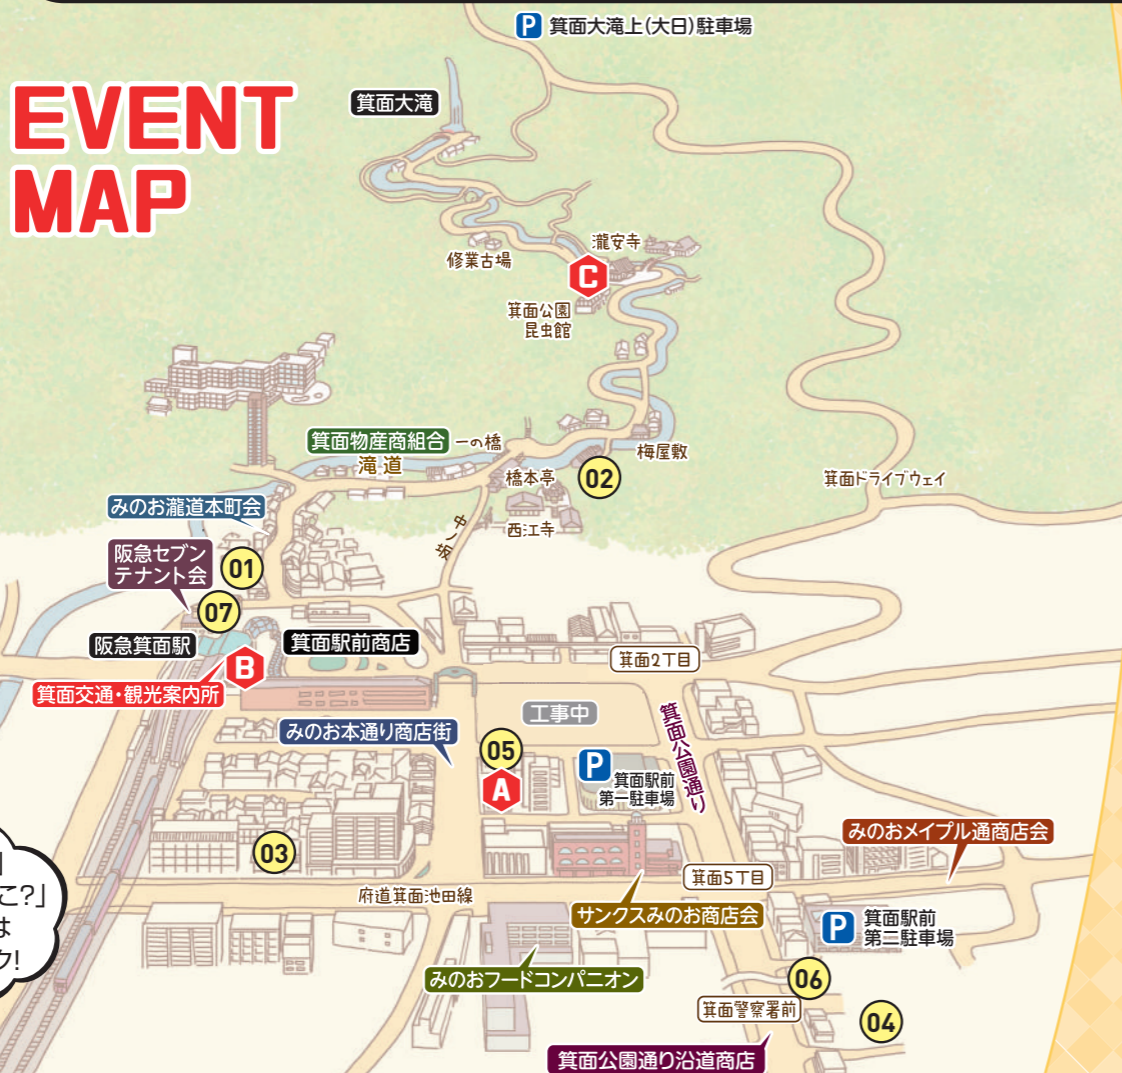 P 箕面大滝上(大日)駐車場
EVENT
MAP
箕面大滝
修業古場
瀧安寺
C
箕面公園
昆虫館
箕面物産商組合
一の橋
滝道
梅屋敷
橋本亭
02
箕面ドライブウェイ
西江寺
中ノ坂
みのお瀧道本町会
阪急セブン
テナント会
01
07
阪急箕面駅
箕面駅前商店
B
箕面交通・観光案内所
箕面2丁目
工事中
箕面公園通り
みのお本通り商店街
05
A
P
箕面駅前
第一駐車場
03
みのおメイプル通商店会
こ?」
は
ク!
府道箕面池田線
箕面5丁目
サンクスみのお商店会
P
箕面駅前
第二駐車場
みのおフードコンパニオン
06
箕面警察署前
04
箕面公園通り沿道商店